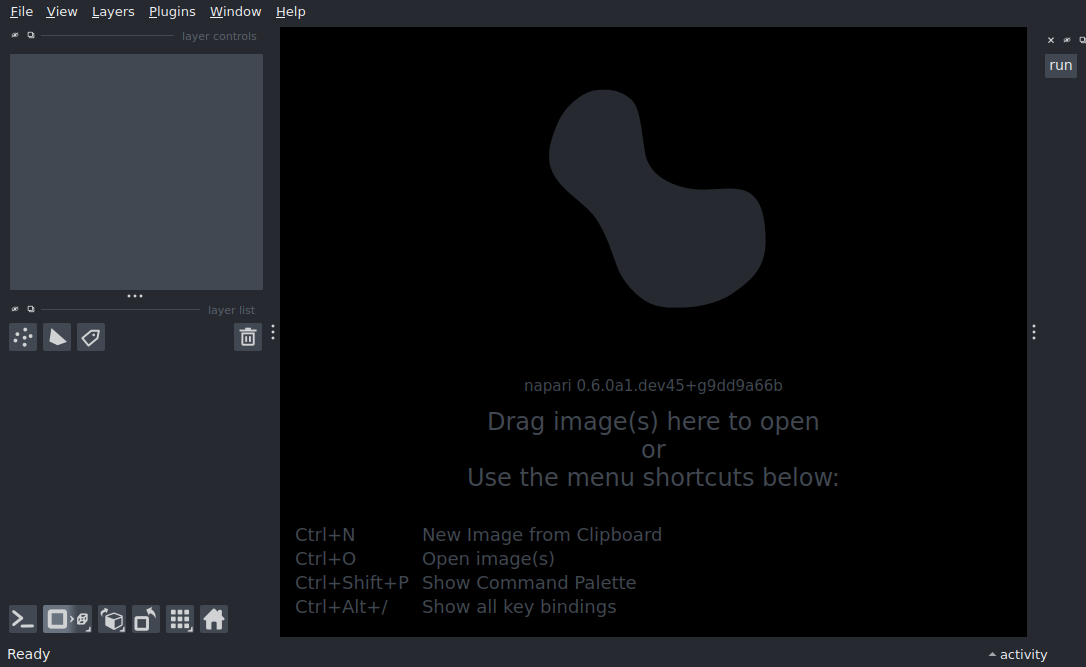 File View Layers Plugins Window Help
layer controls
run
layer list
napari 0.6.0a1.dev45+g9dd9a66b
Drag image(s) here to open
or
Use the menu shortcuts below:
Ctrl+N New Image from Clipboard
Ctrl+O Open image(s)
Ctrl+Shift+P Show Command Palette
Ctrl+Alt+/ Show all key bindings
Ready
activity